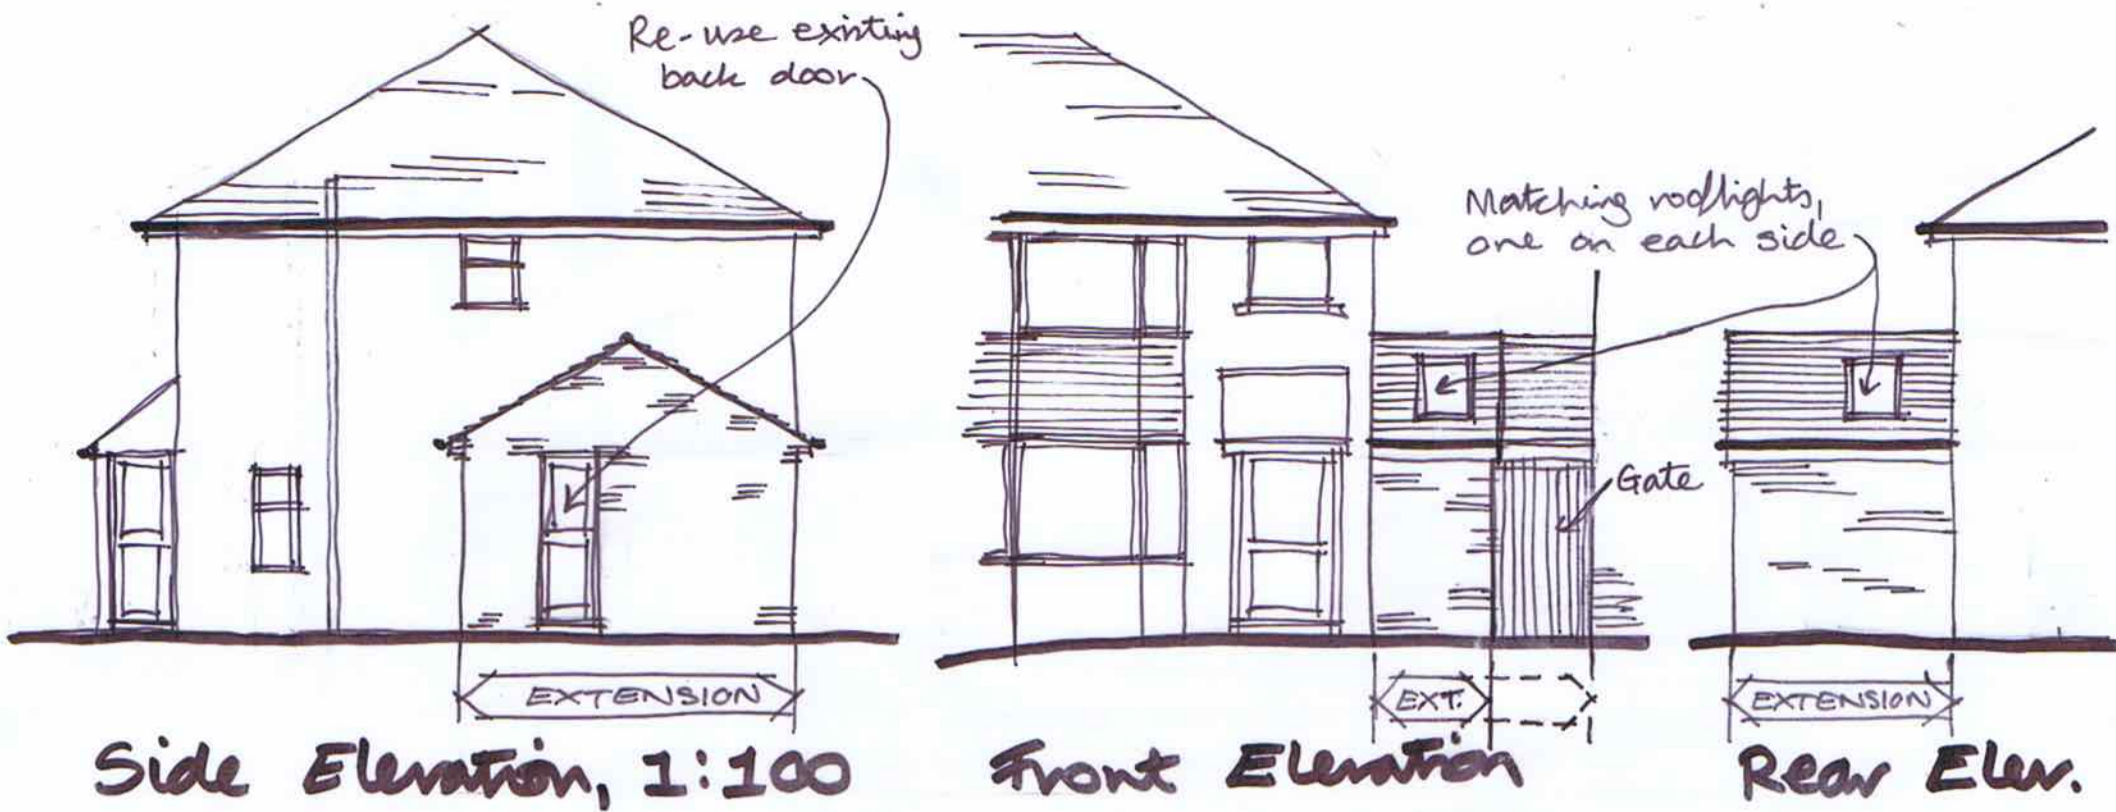 Re-use existing
back door
Matching rooflights,
one on each side
Gate
EXTENSION
EXT.
EXTENSION
Side Elevation, 1:100
Front Elevation
Rear Elev.